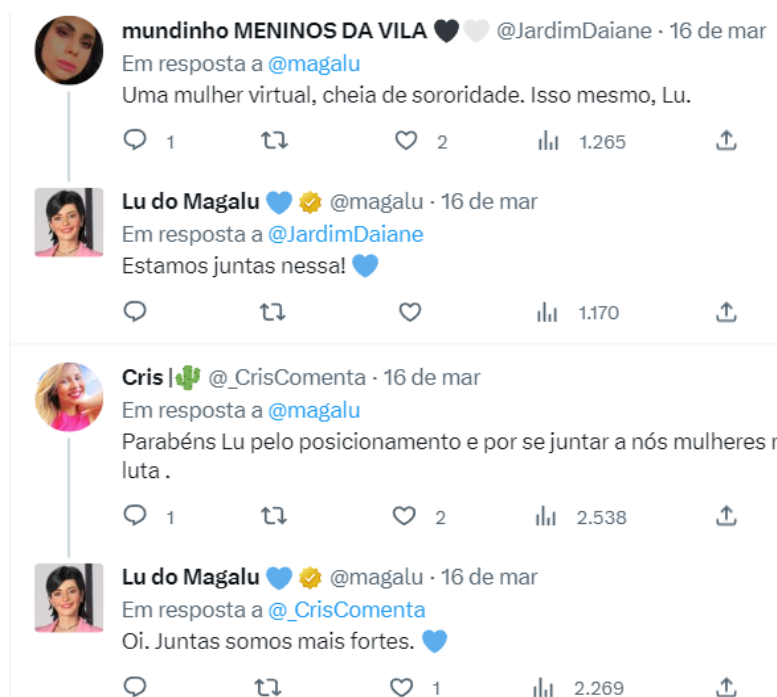 mundinho MENINOS DA VILA 🖤🤍 @JardimDaiane · 16 de mar
Em resposta a @magalu
Uma mulher virtual, cheia de sororidade. Isso mesmo, Lu.
1 2 1.265
Lu do Magalu 💙 @magalu · 16 de mar
Em resposta a @JardimDaiane
Estamos juntas nessa! 💙
1.170
Cris |🌵 @_CrisComenta · 16 de mar
Em resposta a @magalu
Parabéns Lu pelo posicionamento e por se juntar a nós mulheres
luta .
1 2 2.538
Lu do Magalu 💙 @magalu · 16 de mar
Em resposta a @_CrisComenta
Oi. Juntas somos mais fortes. 💙
1 2.269